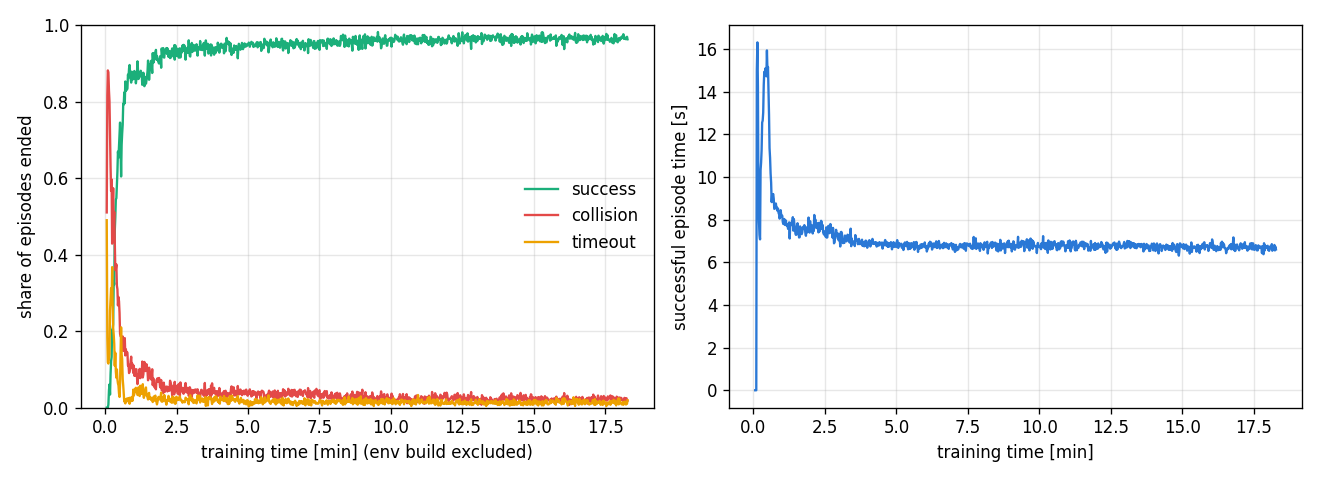 share of episodes ended
1.0
0.8
0.6
0.4
0.2
0.0
success
collision
timeout
0.0 2.5 5.0 7.5 10.0 12.5 15.0 17.5
training time [min] (env build excluded)
successful episode time [s]
16
14
12
10
8
6
4
2
0
0.0 2.5 5.0 7.5 10.0 12.5 15.0 17.5
training time [min]